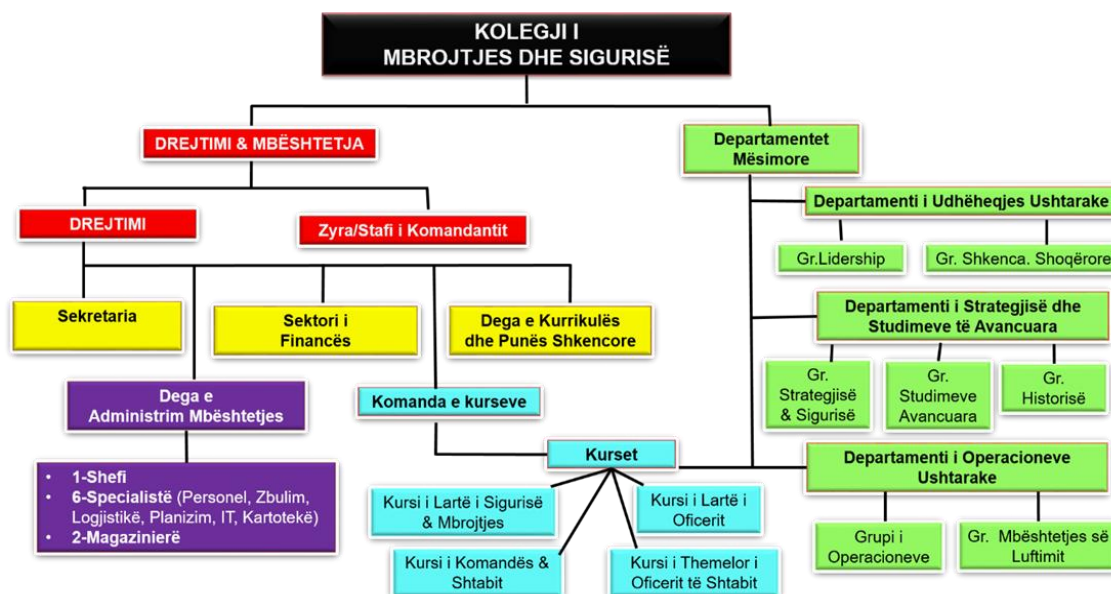 KOLEGJI I
MBROJTJES DHE SIGURISË
DREJTIMI & MBËSHTETJA
Departamentet
Mësimore
DREJTIMI
Zyra/Stafi i Komandantit
Departamenti i Udhëheqjes Ushtarake
Gr.Lidership
Gr. Shkenca. Shoqërore
Sekretaria
Sektori i
Financës
Dega e Kurrikulës
dhe Punës Shkencore
Departamenti i Strategjisë dhe
Studimeve të Avancuara
Gr.
Strategjisë
& Sigurisë
Gr.
Studimeve
Avancuara
Gr.
Historisë
Dega e
Administrim Mbështetjes
Komanda e kurseve
Kurset
Departamenti i Operacioneve
Ushtarake
• 1-Shefi
• 6-Specialistë (Personel, Zbulim,
Logjistikë, Planizim, IT, Kartotekë)
• 2-Magazinierë
Kursi i Lartë i Sigurisë
& Mbrojtjes
Kursi i Lartë i
Oficerit
Kursi i Komandës &
Shtabit
Kursi i Themelor i
Oficerit të Shtabit
Grupi i
Operacioneve
Gr. Mbështetjes së
Luftimit